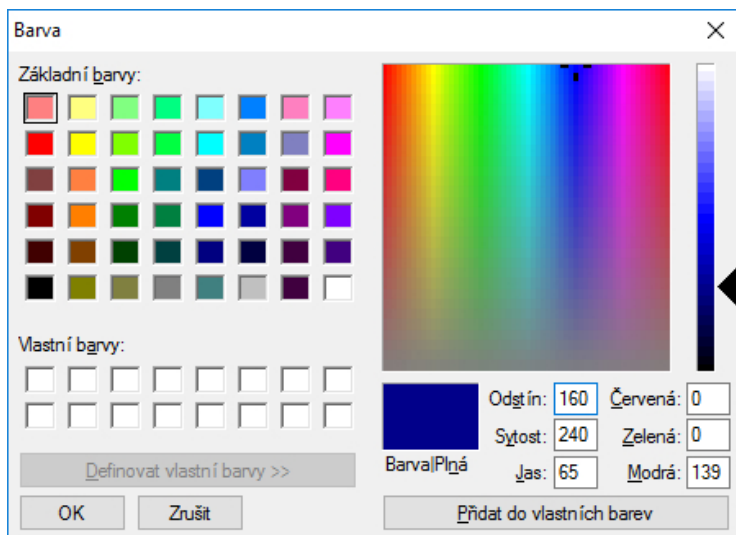 Barva
Základní barvy:
Vlastní barvy:
Definovat vlastní barvy >>
OK
Zrušit
Barva|Plná
Odstín: 160
Sytost: 240
Jas: 65
Červená: 0
Zelená: 0
Modrá: 139
Přidat do vlastních barev